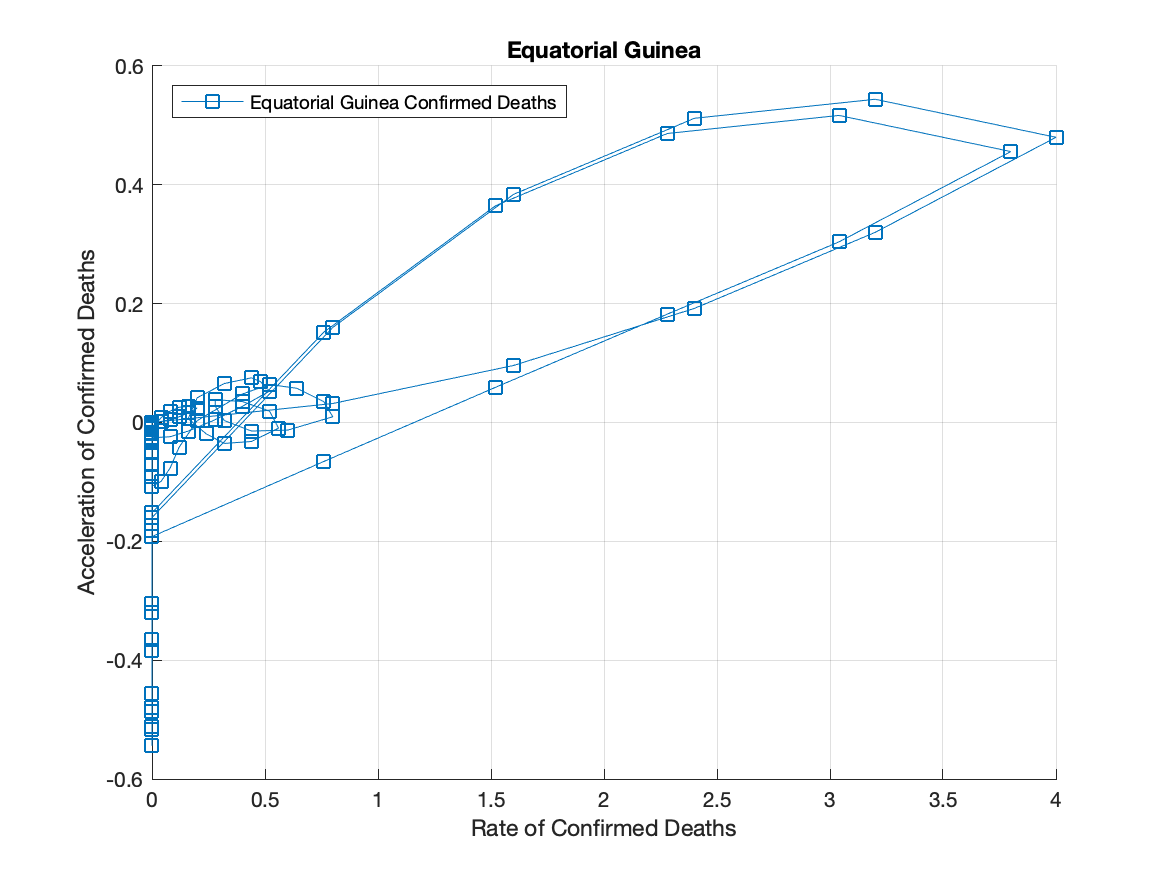 Equatorial Guinea
Equatorial Guinea Confirmed Deaths
Acceleration of Confirmed Deaths
0.6
0.4
0.2
0
-0.2
-0.4
-0.6
0 0.5 1 1.5 2 2.5 3 3.5 4
Rate of Confirmed Deaths